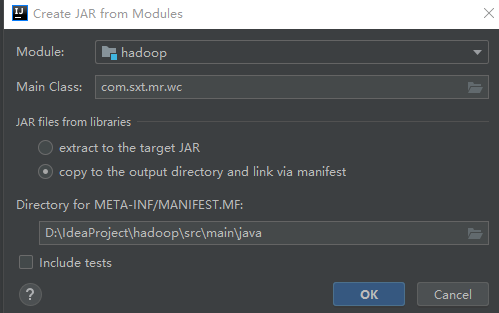 IJ Create JAR from Modules
Module: hadoop
Main Class: com.sxt.mr.wc
JAR files from libraries
extract to the target JAR
copy to the output directory and link via manifest
Directory for META-INF/MANIFEST.MF:
D:\IdeaProject\hadoop\src\main\java
Include tests
? OK Cancel